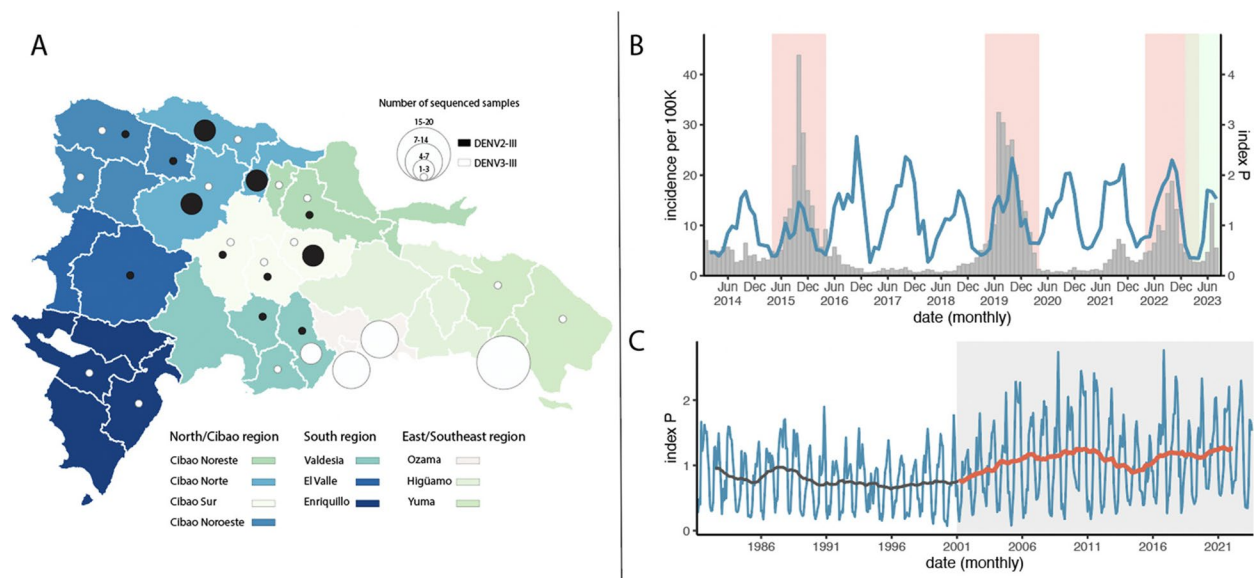 A
Number of sequenced samples
15-20
7-14
4-7
1-3
DENV2-III
DENV3-III
North/Cibao region
Cibao Noreste
Cibao Norte
Cibao Sur
Cibao Noroeste
South region
Valdesia
El Valle
Enriquillo
East/Southeast region
Ozama
Higüamo
Yuma
B
incidence per 100K
40
30
20
10
0
index P
4
3
2
1
0
Jun Dec Jun Dec Jun Dec Jun Dec Jun Dec Jun Dec Jun Dec Jun Dec Jun Dec Jun
2014 2015 2016 2017 2018 2019 2020 2021 2022 2023
date (monthly)
C
index P
2
1
0
1986 1991 1996 2001 2006 2011 2016 2021
date (monthly)